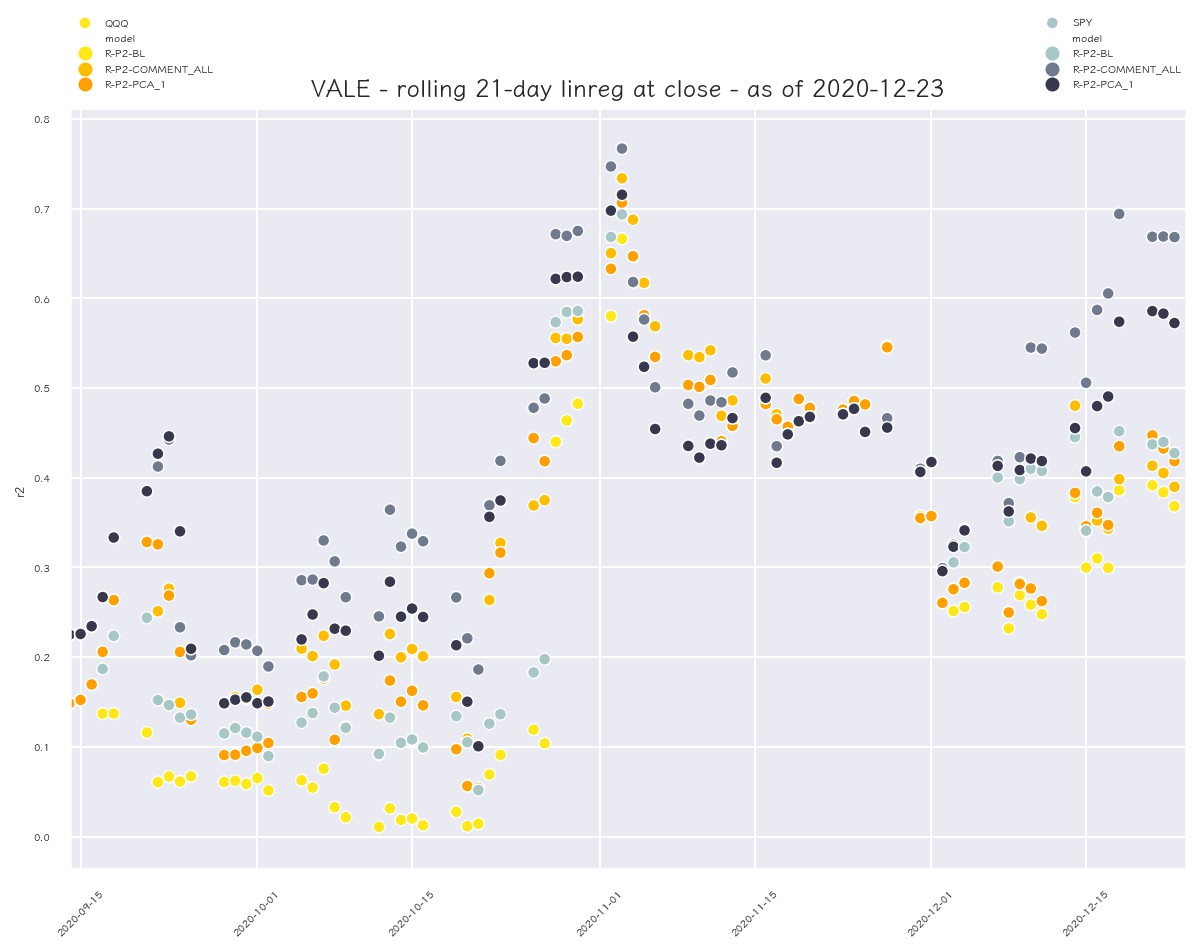 QQQ
model
R-P2-BL
R-P2-COMMENT_ALL
R-P2-PCA_1
SPY
model
R-P2-BL
R-P2-COMMENT_ALL
R-P2-PCA_1
VALE - rolling 21-day linreg at close - as of 2020-12-23
0.8
0.7
0.6
0.5
0.4
0.3
0.2
0.1
0.0
r2
2020-09-15
2020-10-01
2020-10-15
2020-11-01
2020-11-15
2020-12-01
2020-12-15